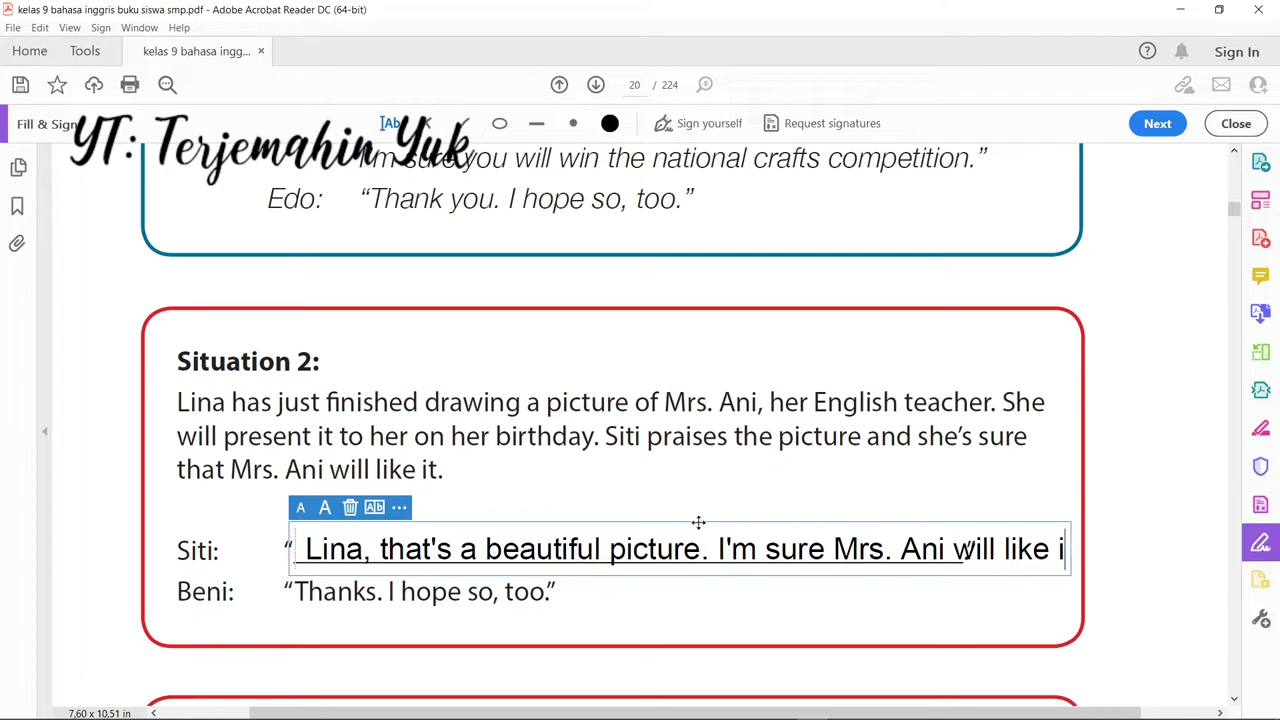 kelas 9 bahasa inggris buku siswa smp.pdf - Adobe Acrobat Reader DC (64-bit)
File Edit View Sign Window Help
Home Tools kelas 9 bahasa ingg... × Sign In
20 / 224
Fill & Sign Sign yourself Request signatures Next Close
YT: Terjemahin Yuk
I'm sure you will win the national crafts competition.”
Edo: “Thank you. I hope so, too.”
Situation 2:
Lina has just finished drawing a picture of Mrs. Ani, her English teacher. She
will present it to her on her birthday. Siti praises the picture and she’s sure
that Mrs. Ani will like it.
A A Ab ...
Siti: “ Lina, that's a beautiful picture. I'm sure Mrs. Ani will like i
Beni: “Thanks. I hope so, too.”
7,60 x 10,51 in